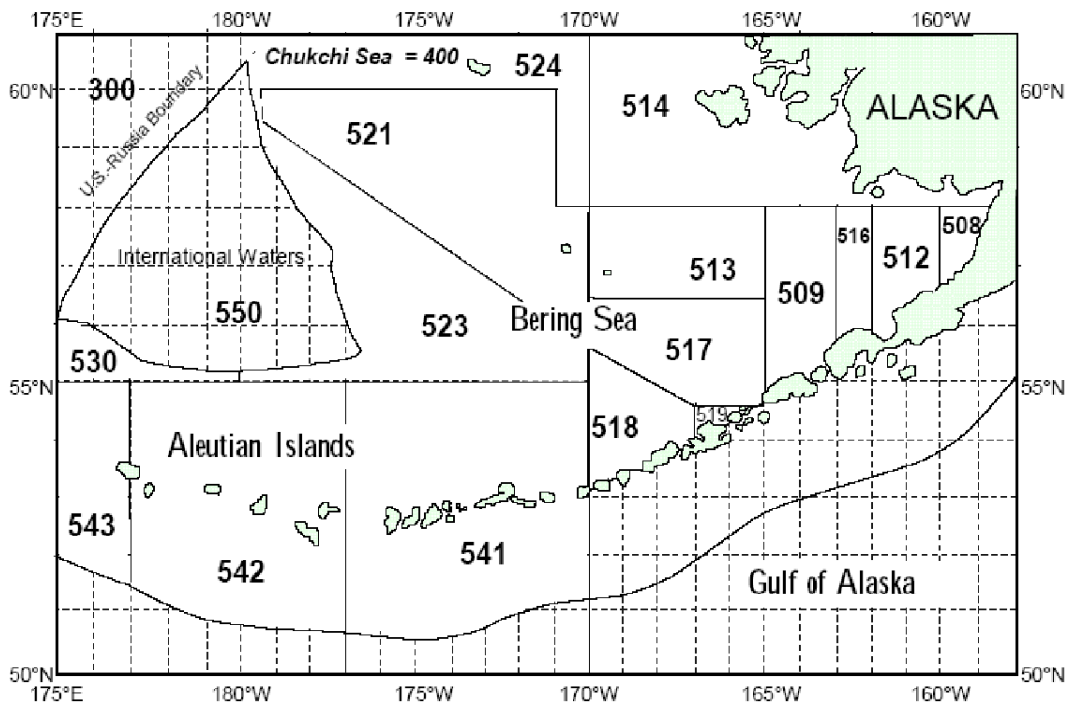 175°E 180°W 175°W 170°W 165°W 160°W
Chukchi Sea = 400
524
300
60°N
60°N
514
ALASKA
521
U.S.-Russia Boundary
508
516
International Waters
512
513
509
550
Bering Sea
523
517
530
55°N
55°N
519
518
Aleutian Islands
543
541
542
Gulf of Alaska
50°N
50°N
175°E 180°W 175°W 170°W 165°W 160°W